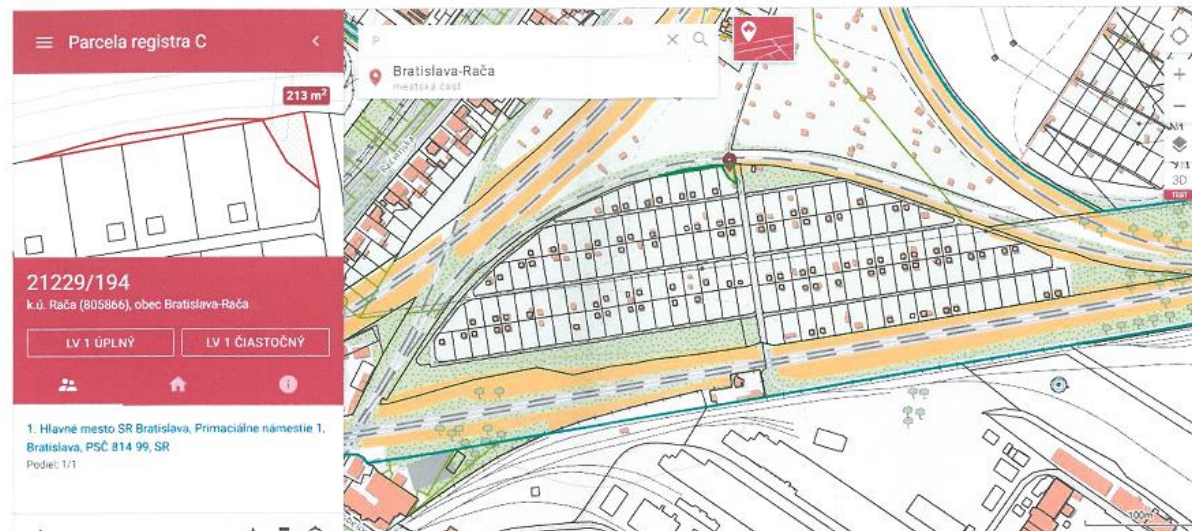 Parcela registra C
213 m²
21229/194
k.ú. Rača (805866), obec Bratislava-Rača
LV 1 ÚPLNÝ
LV 1 ČIASTOČNÝ
1. Hlavné mesto SR Bratislava, Primaciálne námestie 1,
Bratislava, PSČ 814 99, SR
Podiel: 1/1
P
Bratislava-Rača
mestská časť
3D
TEST
100m